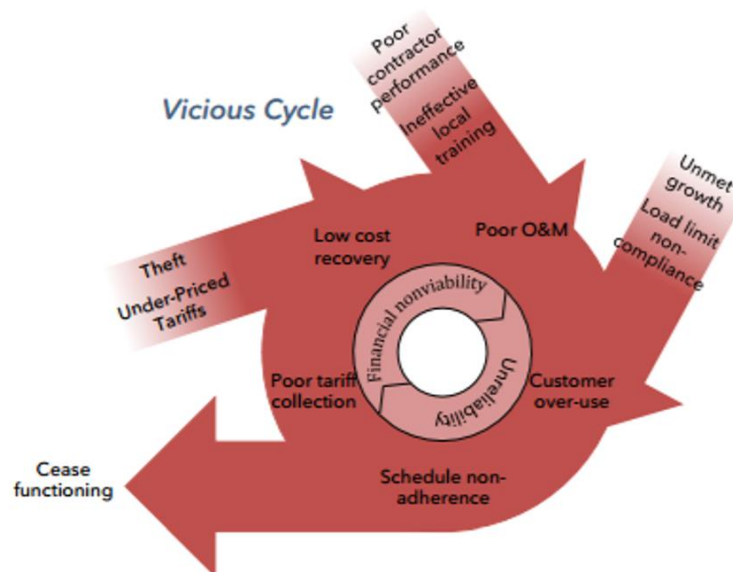 Poor
contractor
performance
Ineffective
local
training
Vicious Cycle
Unmet
growth
Load limit
non-
compliance
Low cost
recovery
Poor O&M
Theft
Under-Priced
Tariffs
Financial nonviability
Unreliability
Poor tariff
collection
Customer
over-use
Cease
functioning
Schedule non-
adherence